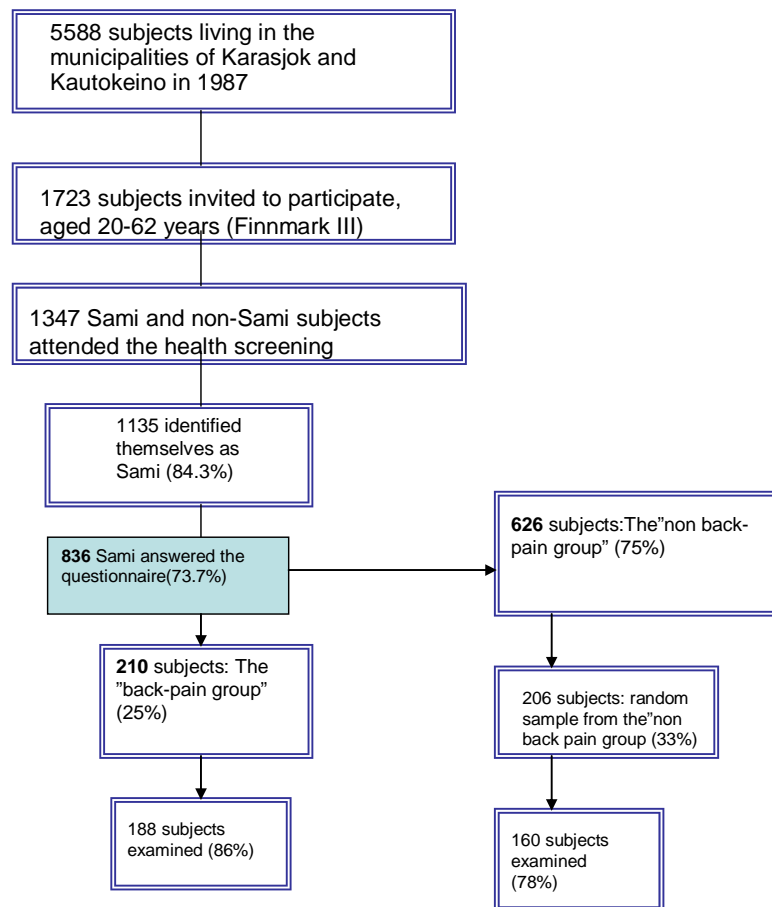 5588 subjects living in the
municipalities of Karasjok and
Kautokeino in 1987
1723 subjects invited to participate,
aged 20-62 years (Finnmark III)
1347 Sami and non-Sami subjects
attended the health screening
1135 identified
themselves as
Sami (84.3%)
836 Sami answered the
questionnaire(73.7%)
626 subjects:The”non back-
pain group” (75%)
210 subjects: The
”back-pain group”
(25%)
206 subjects: random
sample from the”non
back pain group (33%)
188 subjects
examined (86%)
160 subjects
examined
(78%)